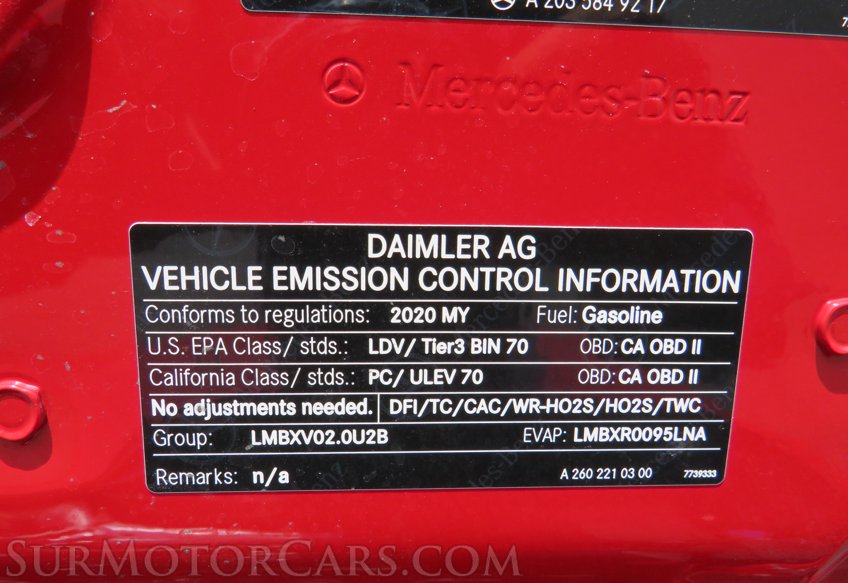 A 203 584 92 17
Mercedes-Benz
DAIMLER AG
VEHICLE EMISSION CONTROL INFORMATION
Conforms to regulations: 2020 MY Fuel: Gasoline
U.S. EPA Class/ stds.: LDV/ Tier3 BIN 70 OBD: CA OBD II
California Class/ stds.: PC/ ULEV 70 OBD: CA OBD II
No adjustments needed. DFI/TC/CAC/WR-HO2S/HO2S/TWC
Group: LMBXV02.0U2B EVAP: LMBXR0095LNA
Remarks: n/a A 260 221 03 00 7739333
SURMOTORCARS.COM